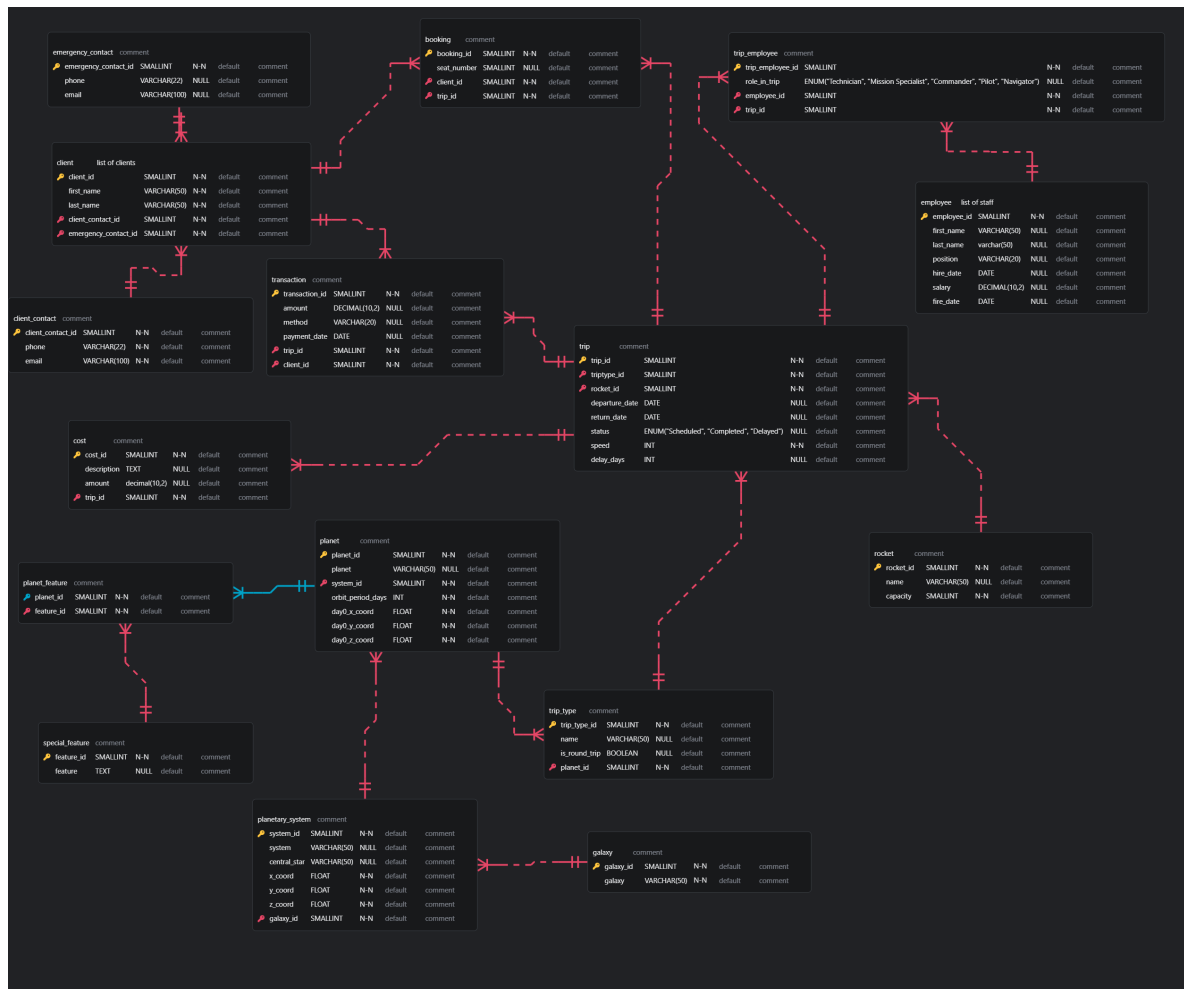 emergency_contact comment
emergency_contact_id SMALLINT N-N default comment
phone VARCHAR(22) NULL default comment
email VARCHAR(100) NULL default comment
booking comment
booking_id SMALLINT N-N default comment
seat_number SMALLINT NULL default comment
client_id SMALLINT N-N default comment
trip_id SMALLINT N-N default comment
trip_employee comment
trip_employee_id SMALLINT N-N default comment
role_in_trip ENUM("Technician", "Mission Specialist", "Commander", "Pilot", "Navigator") NULL default comment
employee_id SMALLINT N-N default comment
trip_id SMALLINT N-N default comment
client list of clients
client_id SMALLINT N-N default comment
first_name VARCHAR(50) N-N default comment
last_name VARCHAR(50) N-N default comment
client_contact_id SMALLINT N-N default comment
emergency_contact_id SMALLINT N-N default comment
employee list of staff
employee_id SMALLINT N-N default comment
first_name VARCHAR(50) NULL default comment
last_name varchar(50) NULL default comment
position VARCHAR(20) NULL default comment
hire_date DATE NULL default comment
salary DECIMAL(10,2) NULL default comment
fire_date DATE NULL default comment
transaction comment
transaction_id SMALLINT N-N default comment
amount DECIMAL(10,2) NULL default comment
method VARCHAR(20) NULL default comment
payment_date DATE NULL default comment
trip_id SMALLINT N-N default comment
client_id SMALLINT N-N default comment
client_contact comment
client_contact_id SMALLINT N-N default comment
phone VARCHAR(22) N-N default comment
email VARCHAR(100) N-N default comment
trip comment
trip_id SMALLINT N-N default comment
triptype_id SMALLINT N-N default comment
rocket_id SMALLINT N-N default comment
departure_date DATE NULL default comment
return_date DATE NULL default comment
status ENUM("Scheduled", "Completed", "Delayed") NULL default comment
speed INT N-N default comment
delay_days INT NULL default comment
cost comment
cost_id SMALLINT N-N default comment
description TEXT NULL default comment
amount decimal(10,2) NULL default comment
trip_id SMALLINT N-N default comment
planet comment
planet_id SMALLINT N-N default comment
planet VARCHAR(50) NULL default comment
system_id SMALLINT N-N default comment
orbit_period_days INT N-N default comment
day0_x_coord FLOAT N-N default comment
day0_y_coord FLOAT N-N default comment
day0_z_coord FLOAT N-N default comment
rocket comment
rocket_id SMALLINT N-N default comment
name VARCHAR(50) NULL default comment
capacity SMALLINT N-N default comment
planet_feature comment
planet_id SMALLINT N-N default comment
feature_id SMALLINT N-N default comment
trip_type comment
trip_type_id SMALLINT N-N default comment
name VARCHAR(50) NULL default comment
is_round_trip BOOLEAN NULL default comment
planet_id SMALLINT N-N default comment
special_feature comment
feature_id SMALLINT N-N default comment
feature TEXT NULL default comment
planetary_system comment
system_id SMALLINT N-N default comment
system VARCHAR(50) NULL default comment
central_star VARCHAR(50) NULL default comment
x_coord FLOAT N-N default comment
y_coord FLOAT N-N default comment
z_coord FLOAT N-N default comment
galaxy_id SMALLINT N-N default comment
galaxy comment
galaxy_id SMALLINT N-N default comment
galaxy VARCHAR(50) N-N default comment